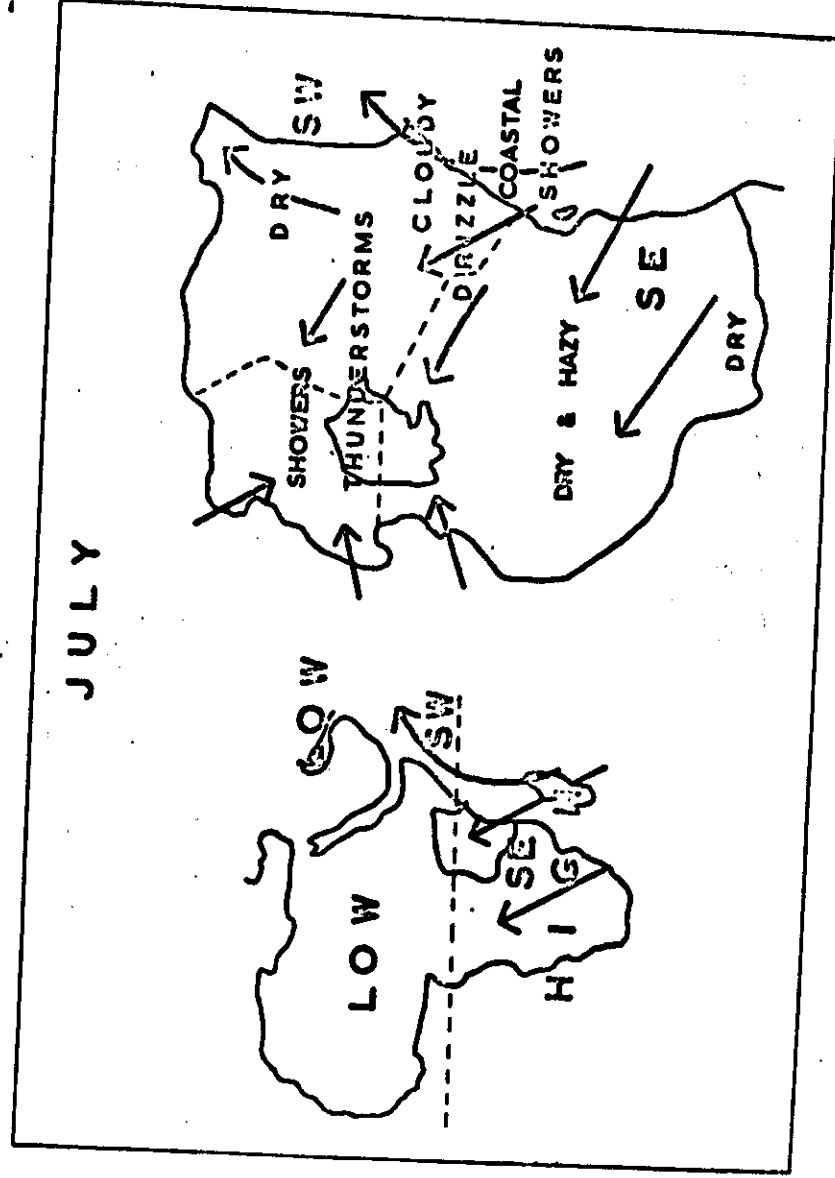 JULY
LOW
LOW
SW
SE
HIGH
SW
DRY
SHOWERS
THUNDERSTORMS
CLOUDY
DRIZZLE
COASTAL
SHOWERS
DRY & HAZY
SE
DRY